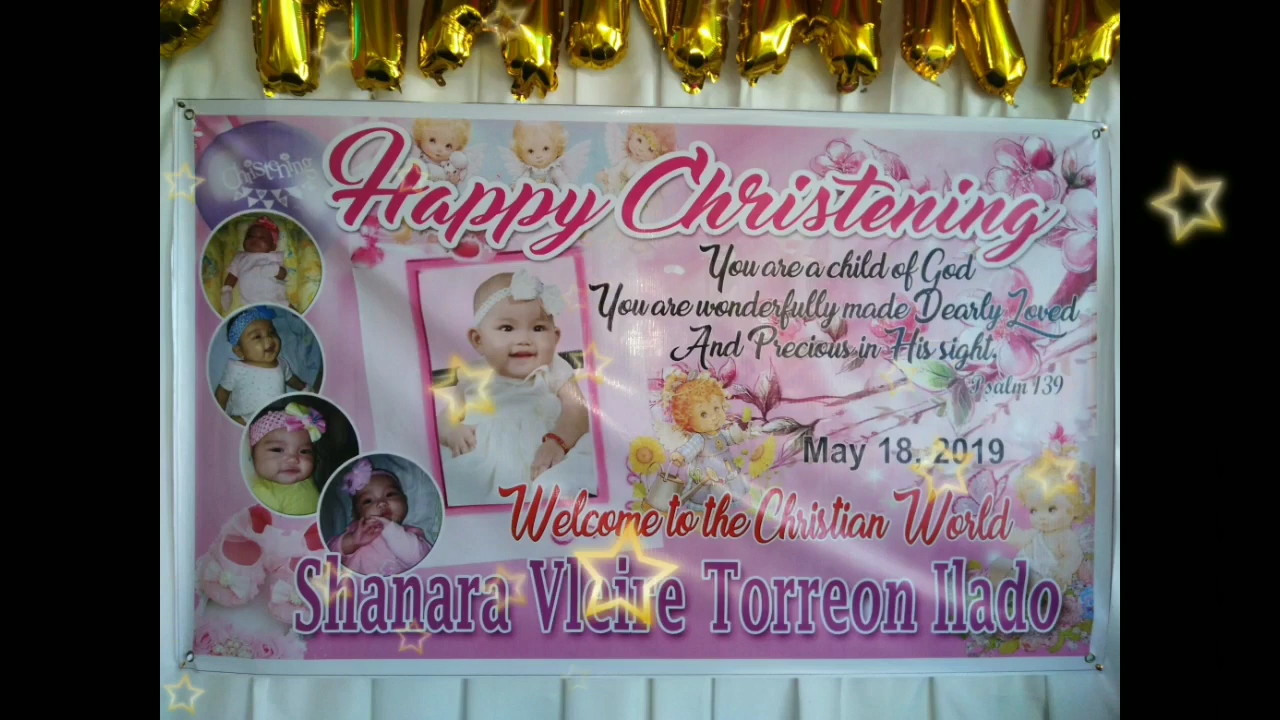 Christening
Happy Christening
You are a child of God
You are wonderfully made Dearly Loved
And Precious in His sight.
Psalm 139
May 18, 2019
Welcome to the Christian World
Shanara Torreon Ilado